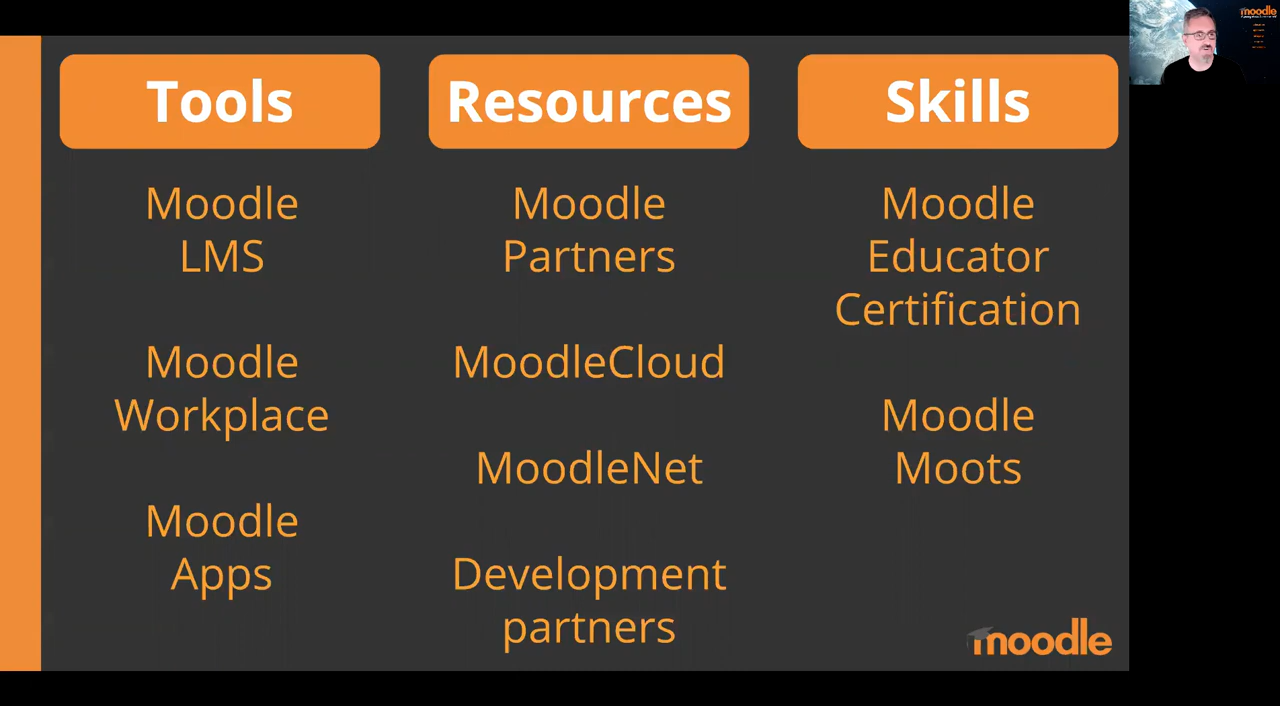 Tools
Moodle
LMS
Moodle
Workplace
Moodle
Apps
Resources
Moodle
Partners
MoodleCloud
MoodleNet
Development
partners
Skills
Moodle
Educator
Certification
Moodle
Moots
moodle
moodle